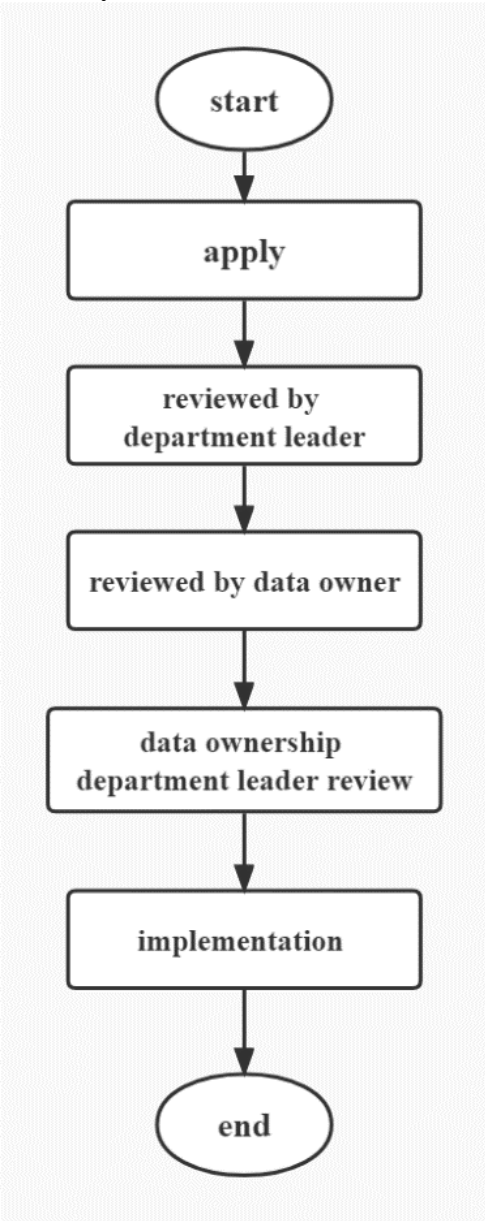 start
apply
reviewed by
department leader
reviewed by data owner
data ownership
department leader review
implementation
end